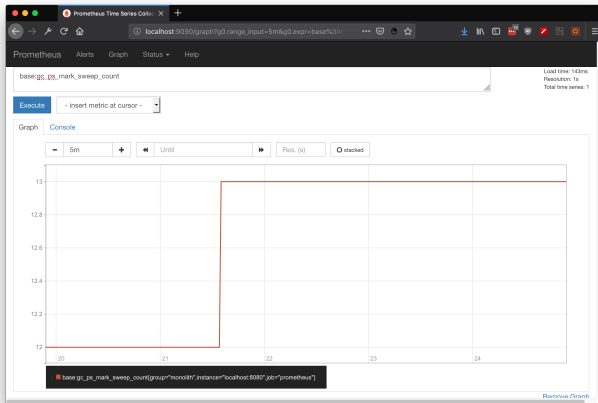 Prometheus Time Series Collec
localhost:9090/graph?g0.range_input=5m&g0.expr=base%3A
Prometheus Alerts Graph Status Help
base:gc_ps_mark_sweep_count
Load time: 143ms
Resolution: 1s
Total time series: 1
Execute - insert metric at cursor -
Graph Console
- 5m + Until Res. (s) stacked
13
12.8
12.6
12.4
12.2
12
20 21 22 23 24
base:gc_ps_mark_sweep_count{group="monolith",instance="localhost:8080",job="prometheus"}
Remove Graph